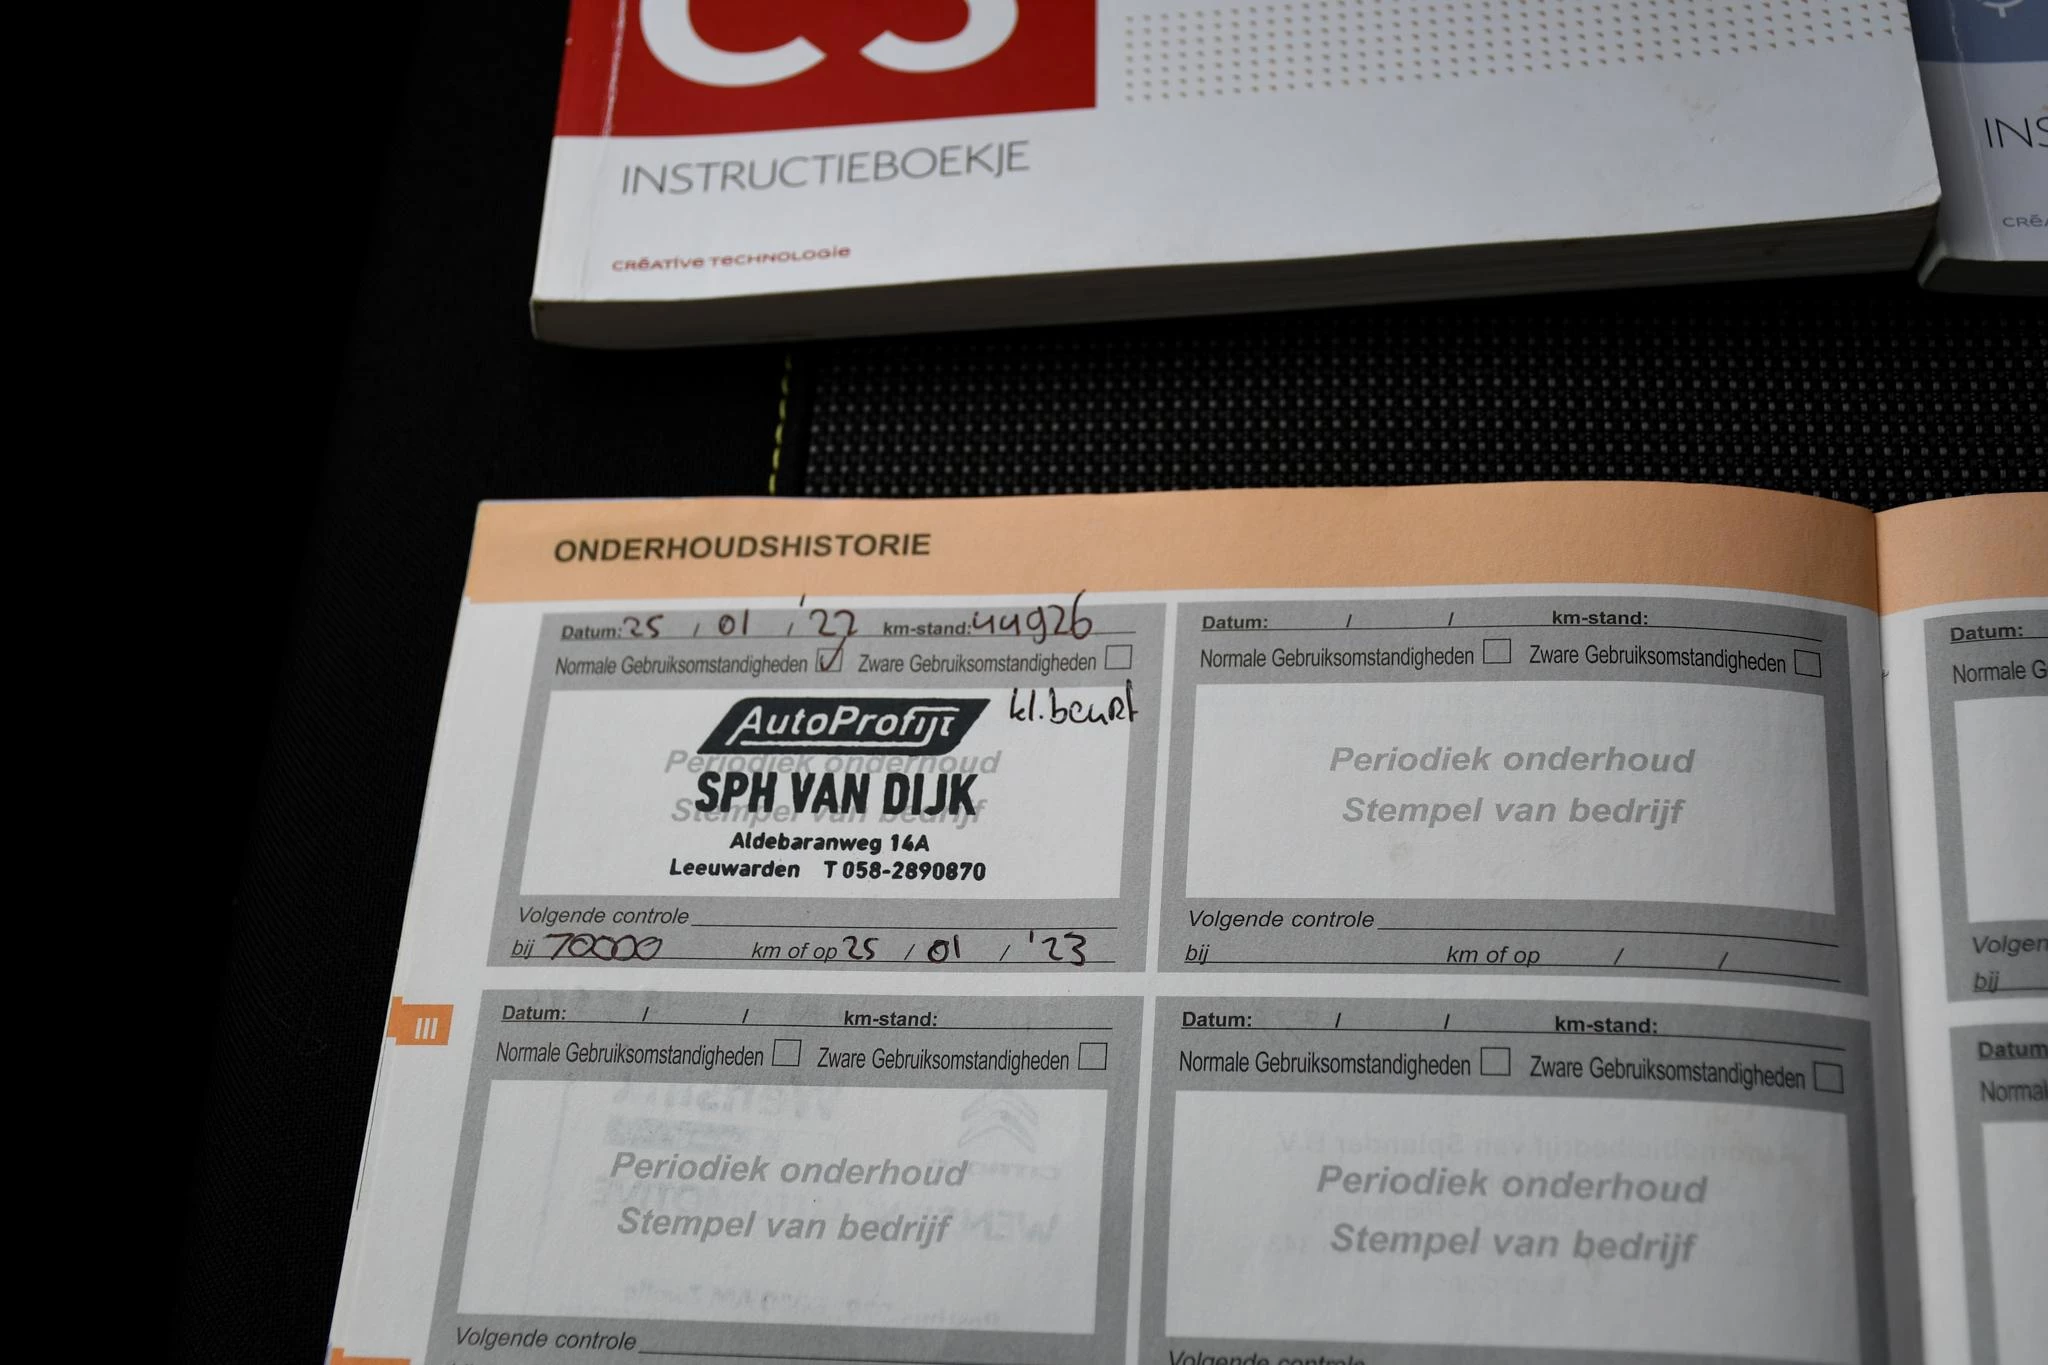 C3
INSTRUCTIEBOEKJE
CRéATIVE TECHNOLOGIE
INS
CRéA
ONDERHOUDSHISTORIE
Datum: 25 / 01 / '22 km-stand: 44926
Normale Gebruiksomstandigheden Zware Gebruiksomstandigheden
kl. beurt
AutoProfijt
Periodiek onderhoud
SPH VAN DIJK
Stempel van bedrijf
Aldebaranweg 14A
Leeuwarden T 058-2890870
Volgende controle
bij 70000 km of op 25 / 01 / '23
Datum: / / km-stand:
Normale Gebruiksomstandigheden Zware Gebruiksomstandigheden
Periodiek onderhoud
Stempel van bedrijf
Volgende controle
bij km of op / /
Datum:
Normale G
Volgen
bij
III
Datum: / / km-stand:
Normale Gebruiksomstandigheden Zware Gebruiksomstandigheden
Periodiek onderhoud
Stempel van bedrijf
Volgende controle
Datum: / / km-stand:
Normale Gebruiksomstandigheden Zware Gebruiksomstandigheden
Periodiek onderhoud
Stempel van bedrijf
Volgende controle
Datum
Normal